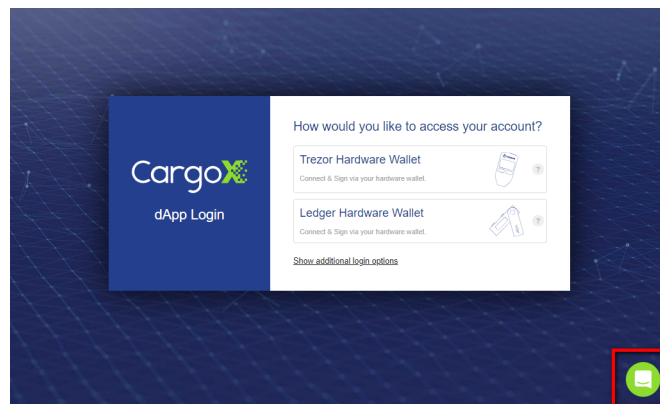 CargoX
dApp Login
How would you like to access your account?
Trezor Hardware Wallet
Connect & Sign via your hardware wallet.
?
Ledger Hardware Wallet
Connect & Sign via your hardware wallet.
?
Show additional login options